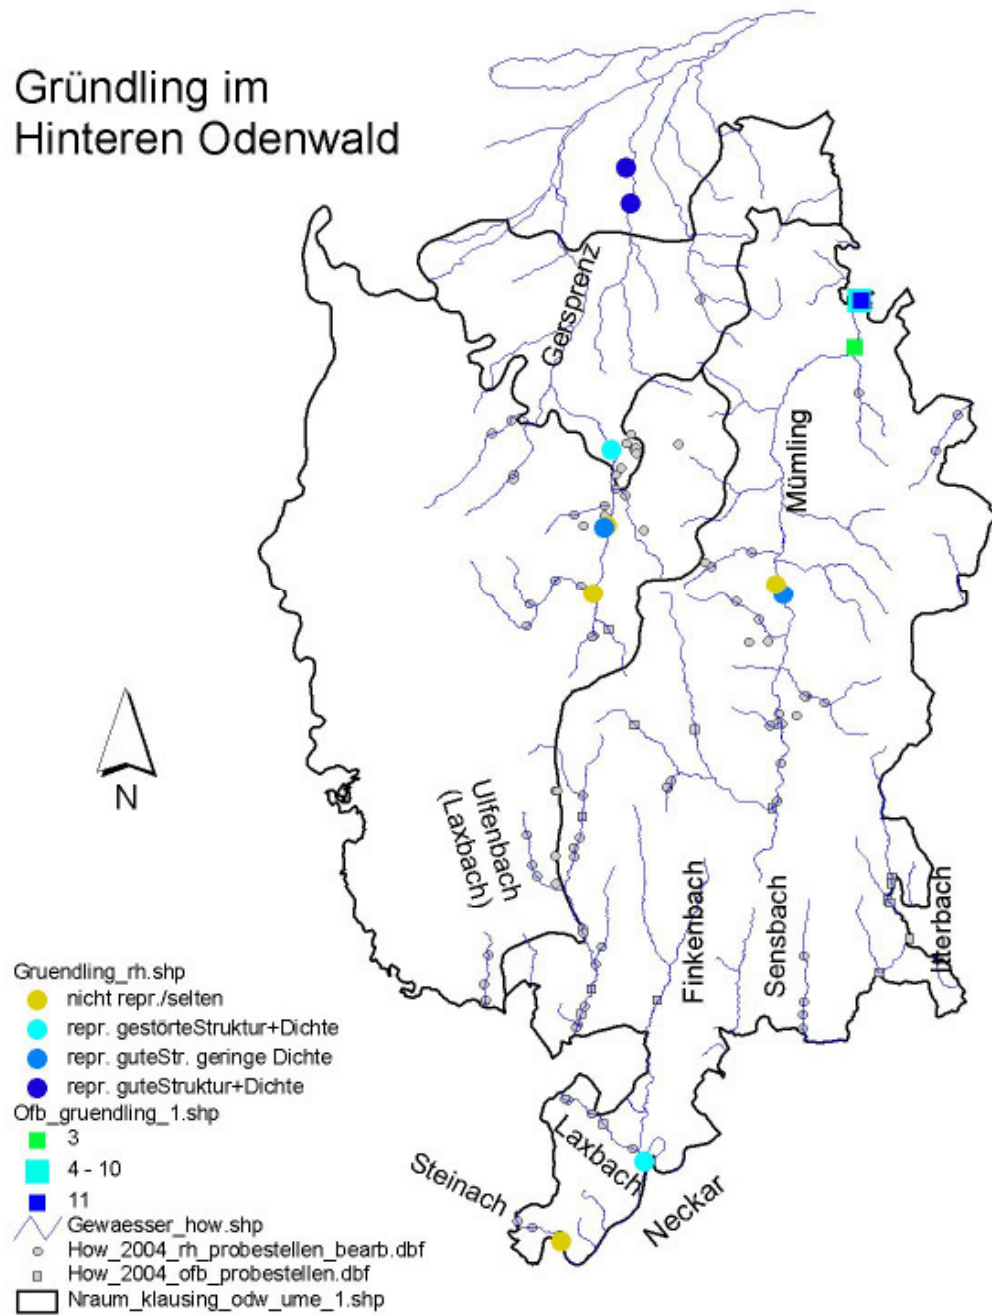 Gründling im
Hinteren Odenwald
Gersprenz
Mümling
Ulfenbach
(Laxbach)
Finkenbach
Sensbach
Itterbach
N
Laxbach
Steinach
Neckar
Gruendling_rh.shp
nicht repr./selten
repr. gestörteStruktur+Dichte
repr. guteStr. geringe Dichte
repr. guteStruktur+Dichte
Ofb_gruendling_1.shp
3
4 - 10
11
Gewaesser_how.shp
How_2004_rh_probestellen_bearb.dbf
How_2004_ofb_probestellen.dbf
Nraum_klausing_odw_ume_1.shp